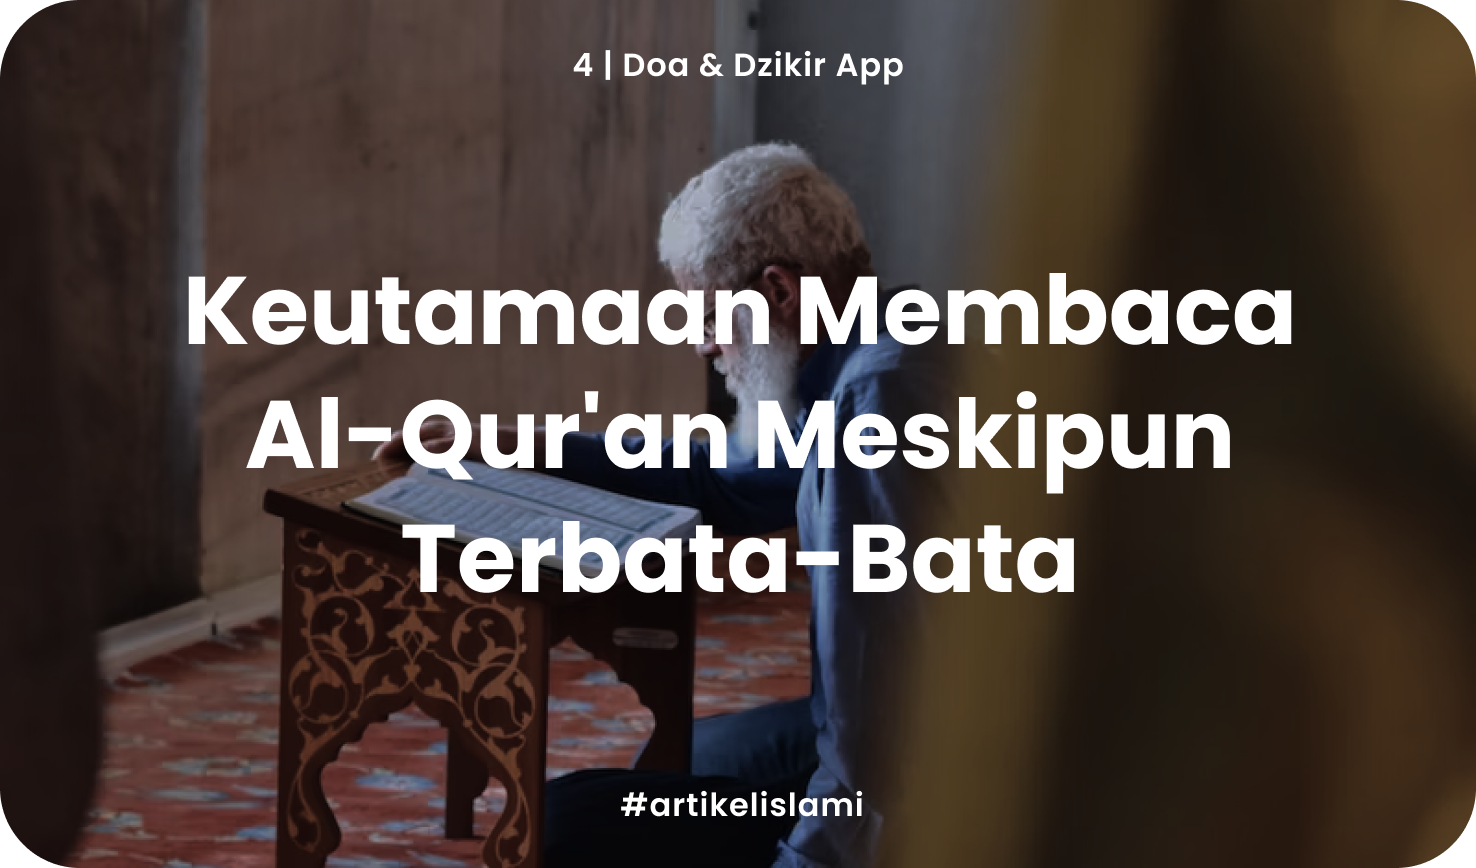 4 | Doa & Dzikir App
Keutamaan Membaca
Al-Qur'an Meskipun
Terbata-Bata
#artikelislami